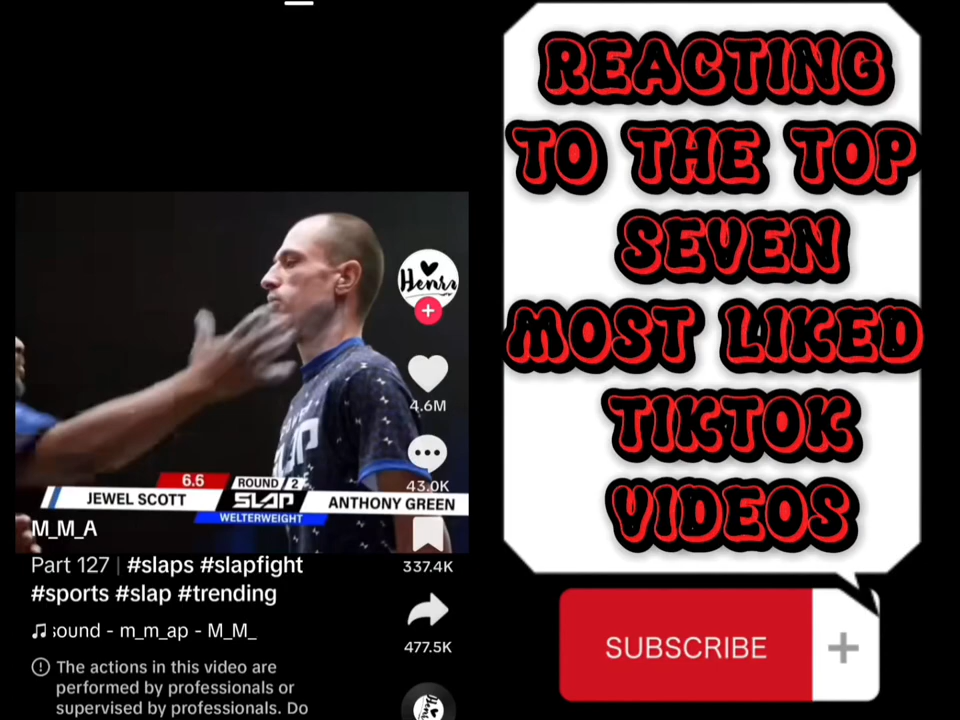 Henry
4.6M
43.0K
6.6
ROUND 2
JEWEL SCOTT
SLAP
ANTHONY GREEN
WELTERWEIGHT
M_M_A
Part 127 | #slaps #slapfight
#sports #slap #trending
337.4K
sound - m_m_ap - M_M_
477.5K
The actions in this video are
performed by professionals or
supervised by professionals. Do
REACTING
TO THE TOP
SEVEN
MOST LIKED
TIKTOK
VIDEOS
SUBSCRIBE